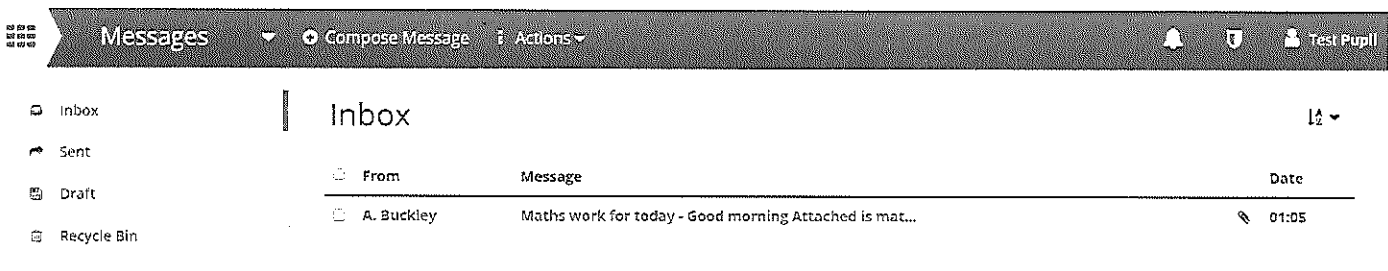 Messages Compose Message Actions Test Pupil
Inbox
Sent
Draft
Recycle Bin
Inbox
From Message Date
A. Buckley Maths work for today - Good morning Attached is mat... 01:05